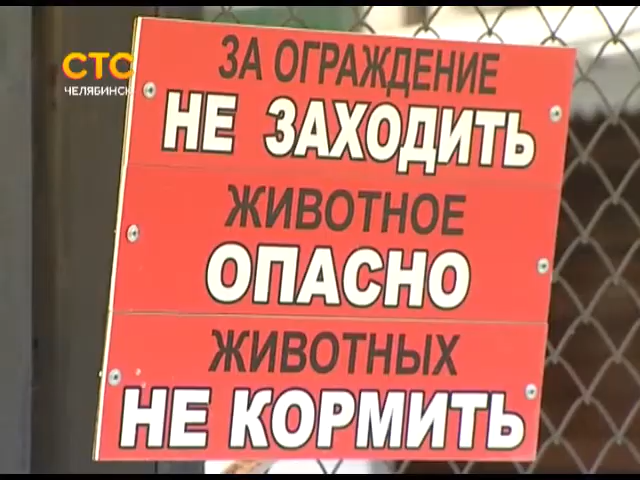 СТС
ЧЕЛЯБИНСК
ЗА ОГРАЖДЕНИЕ
НЕ ЗАХОДИТЬ
ЖИВОТНОЕ
ОПАСНО
ЖИВОТНЫХ
НЕ КОРМИТЬ